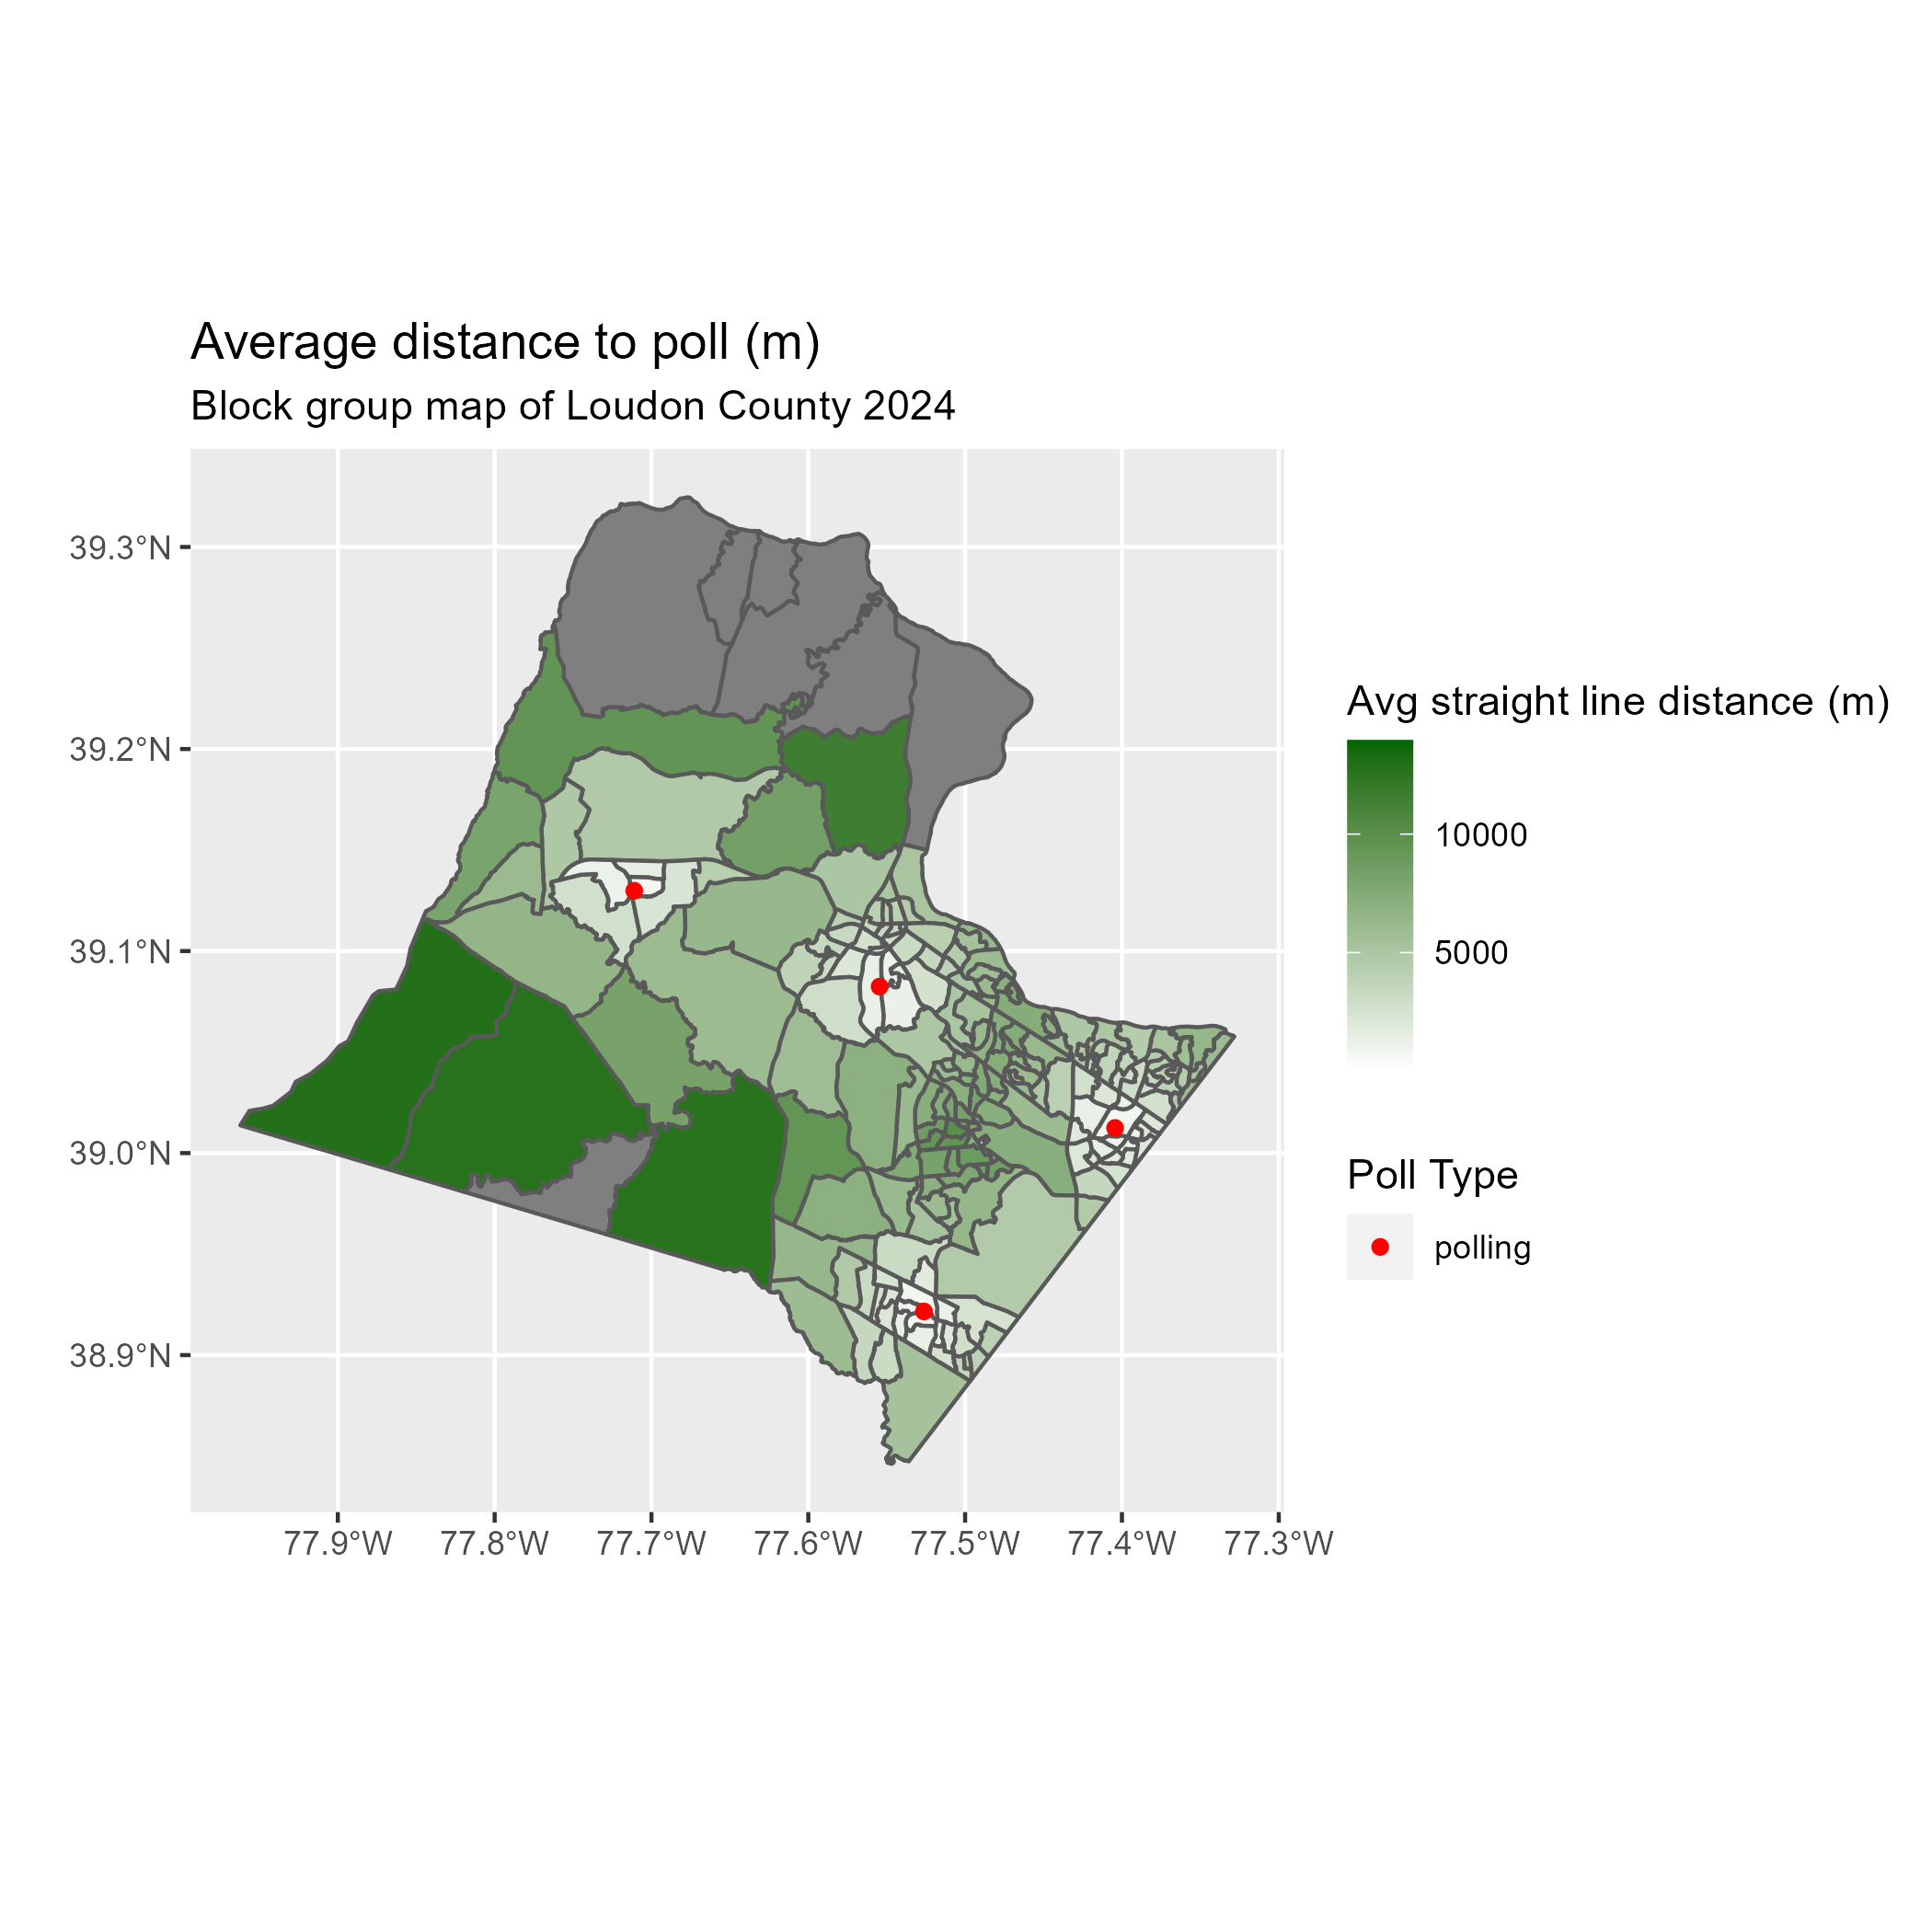 Average distance to poll (m)
Block group map of Loudon County 2024
39.3°N
39.2°N
39.1°N
39.0°N
38.9°N
77.9°W
77.8°W
77.7°W
77.6°W
77.5°W
77.4°W
77.3°W
Avg straight line distance (m)
10000
5000
Poll Type
polling